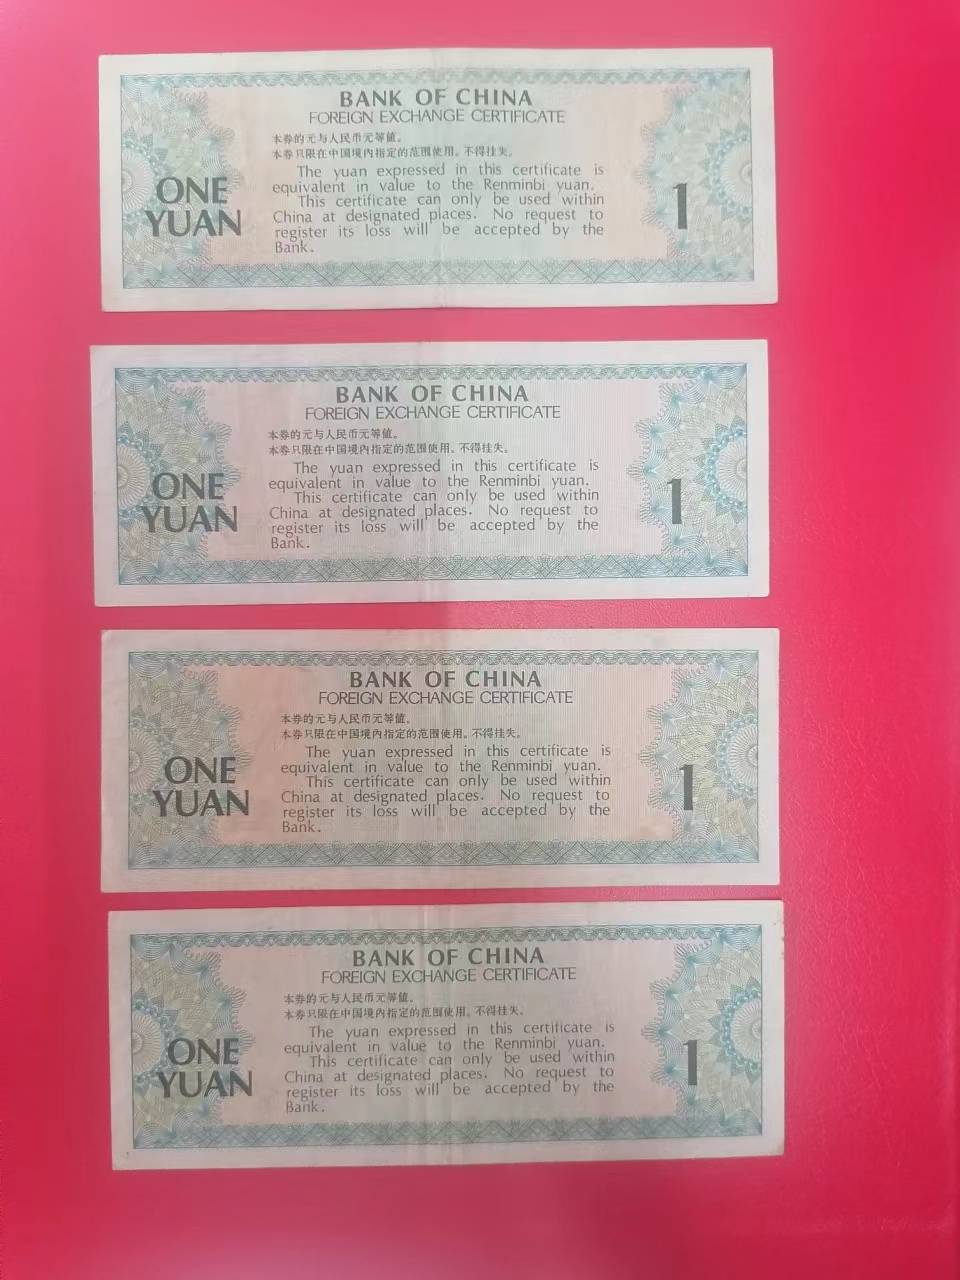 BANK OF CHINA
FOREIGN EXCHANGE CERTIFICATE
本券的元与人民币元等値。
本券只限在中国境内指定的范围使用。不得挂失。
The yuan expressed in this certificate is
equivalent in value to the Renminbi yuan.
This certificate can only be used within
China at designated places. No request to
register its loss will be accepted by the
Bank.
ONE
YUAN
1
BANK OF CHINA
FOREIGN EXCHANGE CERTIFICATE
本券的元与人民币元等値。
本券只限在中国境内指定的范围使用。不得挂失。
The yuan expressed in this certificate is
equivalent in value to the Renminbi yuan.
This certificate can only be used within
China at designated places. No request to
register its loss will be accepted by the
Bank.
ONE
YUAN
1
BANK OF CHINA
FOREIGN EXCHANGE CERTIFICATE
本券的元与人民币元等値。
本券只限在中国境内指定的范围使用。不得挂失。
The yuan expressed in this certificate is
equivalent in value to the Renminbi yuan.
This certificate can only be used within
China at designated places. No request to
register its loss will be accepted by the
Bank.
ONE
YUAN
1
BANK OF CHINA
FOREIGN EXCHANGE CERTIFICATE
本券的元与人民币元等値。
本券只限在中国境内指定的范围使用。不得挂失。
The yuan expressed in this certificate is
equivalent in value to the Renminbi yuan.
This certificate can only be used within
China at designated places. No request to
register its loss will be accepted by the
Bank.
ONE
YUAN
1